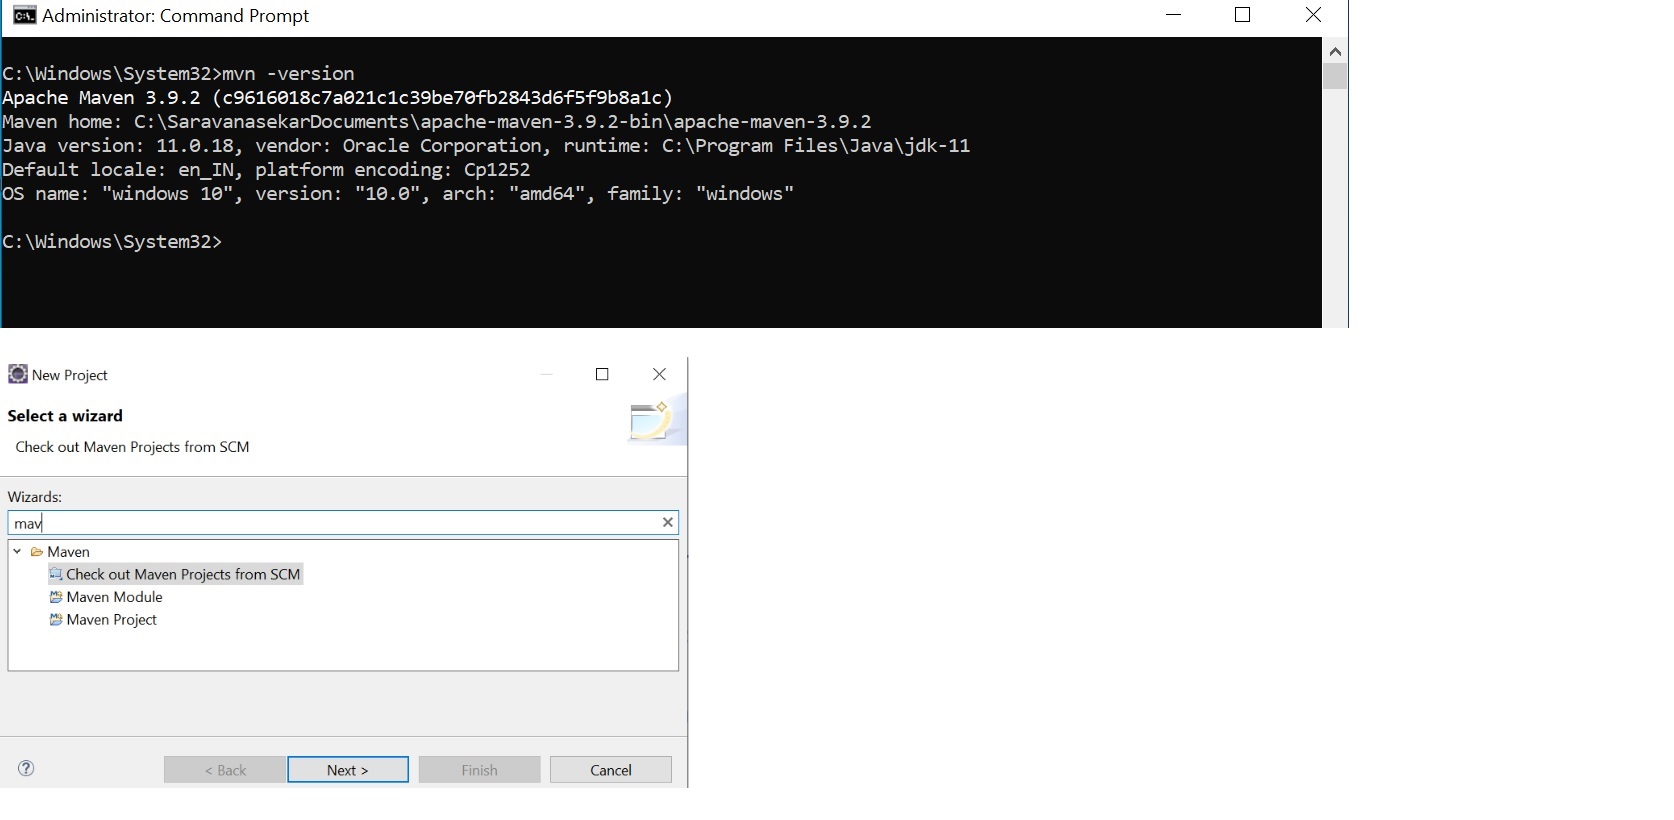 Administrator: Command Prompt
C:\Windows\System32>mvn -version
Apache Maven 3.9.2 (c9616018c7a021c1c39be70fb2843d6f5f9b8a1c)
Maven home: C:\SaravanasekarDocuments\apache-maven-3.9.2-bin\apache-maven-3.9.2
Java version: 11.0.18, vendor: Oracle Corporation, runtime: C:\Program Files\Java\jdk-11
Default locale: en_IN, platform encoding: Cp1252
OS name: "windows 10", version: "10.0", arch: "amd64", family: "windows"
C:\Windows\System32>
New Project
Select a wizard
Check out Maven Projects from SCM
Wizards:
mav
Maven
Check out Maven Projects from SCM
Maven Module
Maven Project
< Back Next > Finish Cancel